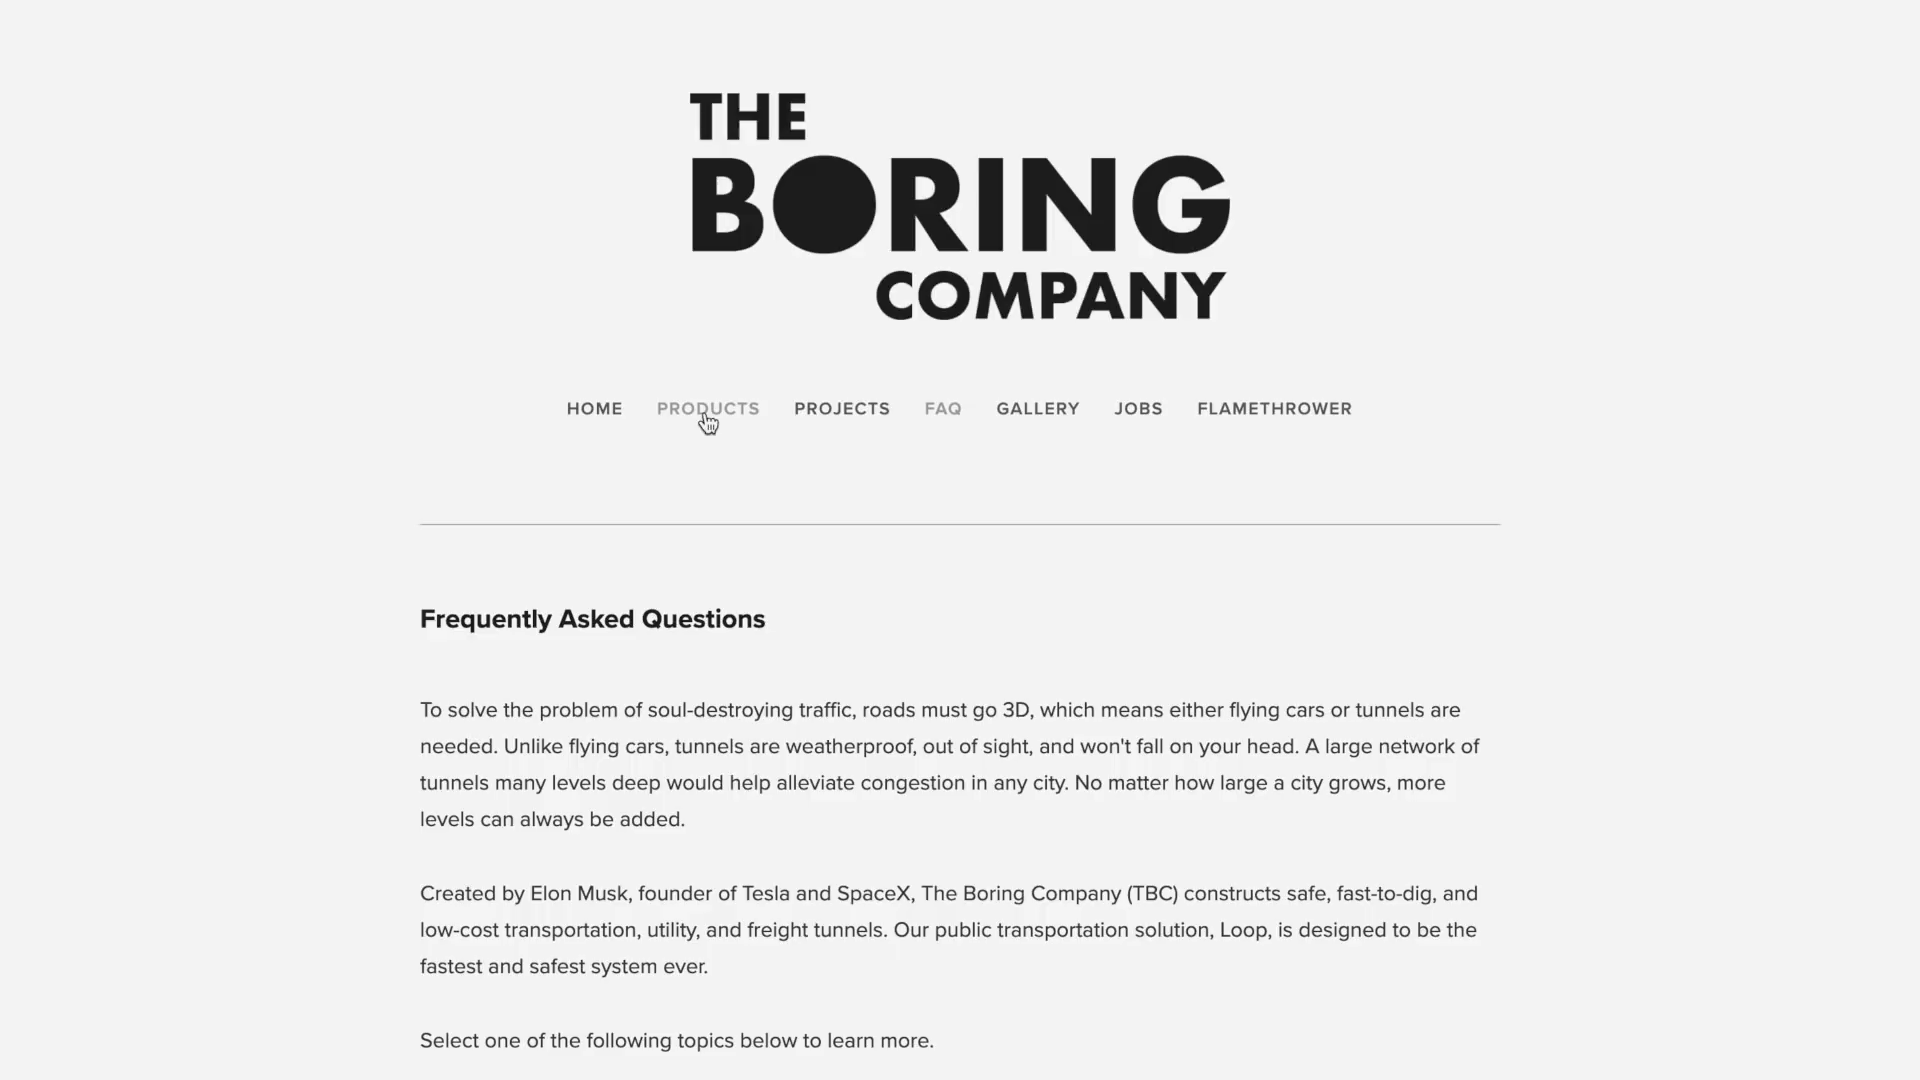 THE
BORING
COMPANY
HOME PRODUCTS PROJECTS FAQ GALLERY JOBS FLAMETHROWER
Frequently Asked Questions
To solve the problem of soul-destroying traffic, roads must go 3D, which means either flying cars or tunnels are
needed. Unlike flying cars, tunnels are weatherproof, out of sight, and won't fall on your head. A large network of
tunnels many levels deep would help alleviate congestion in any city. No matter how large a city grows, more
levels can always be added.
Created by Elon Musk, founder of Tesla and SpaceX, The Boring Company (TBC) constructs safe, fast-to-dig, and
low-cost transportation, utility, and freight tunnels. Our public transportation solution, Loop, is designed to be the
fastest and safest system ever.
Select one of the following topics below to learn more.